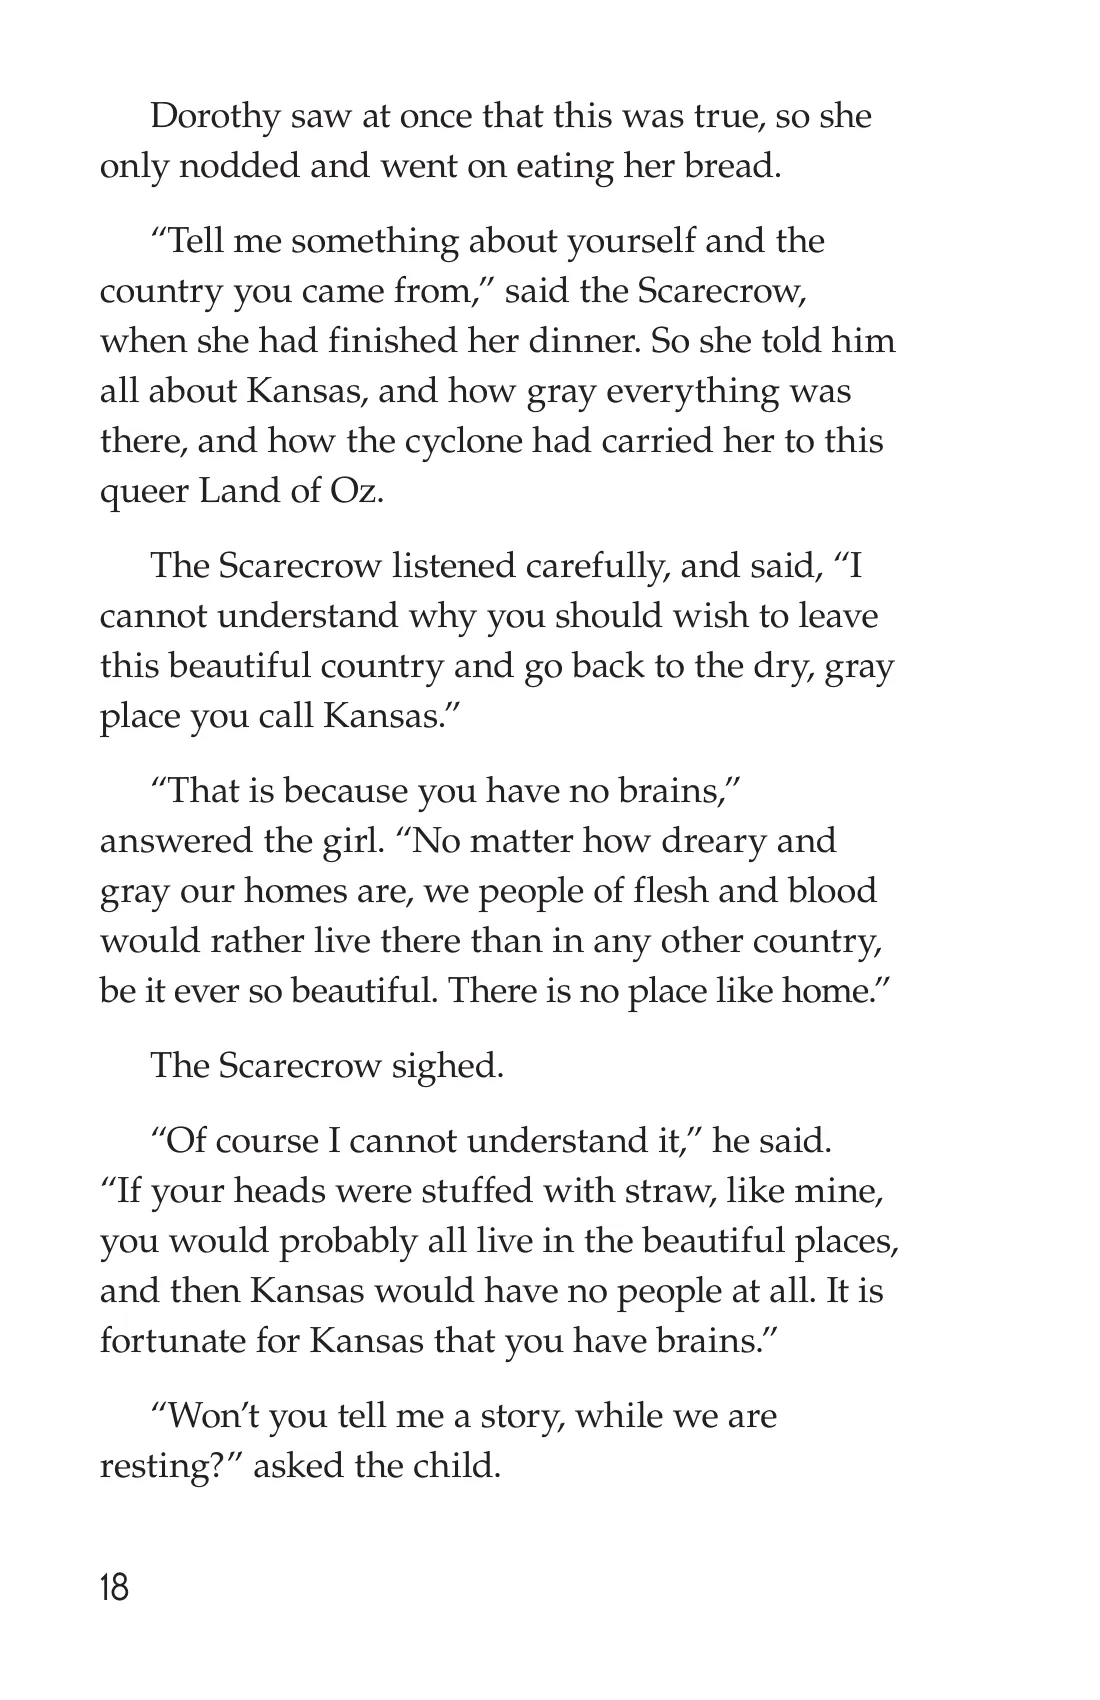 Dorothy saw at once that this was true, so she
only nodded and went on eating her bread.
“Tell me something about yourself and the
country you came from,” said the Scarecrow,
when she had finished her dinner. So she told him
all about Kansas, and how gray everything was
there, and how the cyclone had carried her to this
queer Land of Oz.
The Scarecrow listened carefully, and said, “I
cannot understand why you should wish to leave
this beautiful country and go back to the dry, gray
place you call Kansas.”
“That is because you have no brains,”
answered the girl. “No matter how dreary and
gray our homes are, we people of flesh and blood
would rather live there than in any other country,
be it ever so beautiful. There is no place like home.”
The Scarecrow sighed.
“Of course I cannot understand it,” he said.
“If your heads were stuffed with straw, like mine,
you would probably all live in the beautiful places,
and then Kansas would have no people at all. It is
fortunate for Kansas that you have brains.”
“Won’t you tell me a story, while we are
resting?” asked the child.
18